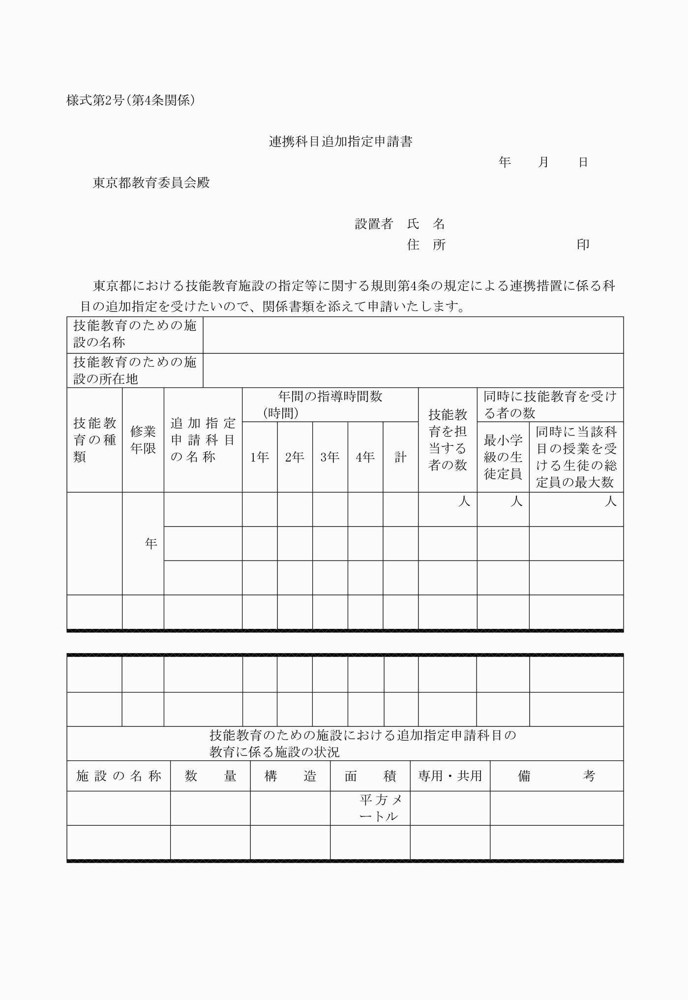 様式第2号(第4条関係)
連携科目追加指定申請書
年　月　日
東京都教育委員会殿
設置者　氏　名
住　所　印
東京都における技能教育施設の指定等に関する規則第4条の規定による連携措置に係る科
目の追加指定を受けたいので、関係書類を添えて申請いたします。
技能教育のための施
設の名称
技能教育のための施
設の所在地
技能教
育の種
類
修業
年限
追加指定
申請科目
の名称
年間の指導時間数
(時間)
1年　2年　3年　4年　計
技能教
育を担
当する
者の数
同時に技能教育を受け
る者の数
最小学
級の生
徒定員
同時に当該科
目の授業を受
ける生徒の総
定員の最大数
人　人　人
年
技能教育のための施設における追加指定申請科目の
教育に係る施設の状況
施設の名称　数　量　構　造　面　積　専用・共用　備　考
平方メ
ートル